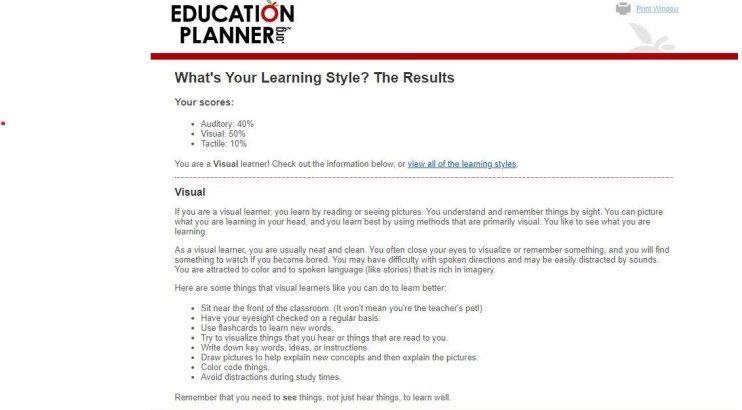 EDUCATION
PLANNER.org
Print Window
What's Your Learning Style? The Results
Your scores:
Auditory: 40%
Visual: 50%
Tactile: 10%
You are a Visual learner! Check out the information below, or view all of the learning styles.
Visual
If you are a visual learner, you learn by reading or seeing pictures. You understand and remember things by sight. You can picture
what you are learning in your head, and you learn best by using methods that are primarily visual. You like to see what you are
learning.
As a visual learner, you are usually neat and clean. You often close your eyes to visualize or remember something, and you will find
something to watch if you become bored. You may have difficulty with spoken directions and may be easily distracted by sounds.
You are attracted to color and to spoken language (like stories) that is rich in imagery.
Here are some things that visual learners like you can do to learn better:
Sit near the front of the classroom. (It won't mean you're the teacher's pet!)
Have your eyesight checked on a regular basis.
Use flashcards to learn new words.
Try to visualize things that you hear or things that are read to you.
Write down key words, ideas, or instructions.
Draw pictures to help explain new concepts and then explain the pictures.
Color code things.
Avoid distractions during study times.
Remember that you need to see things, not just hear things, to learn well.